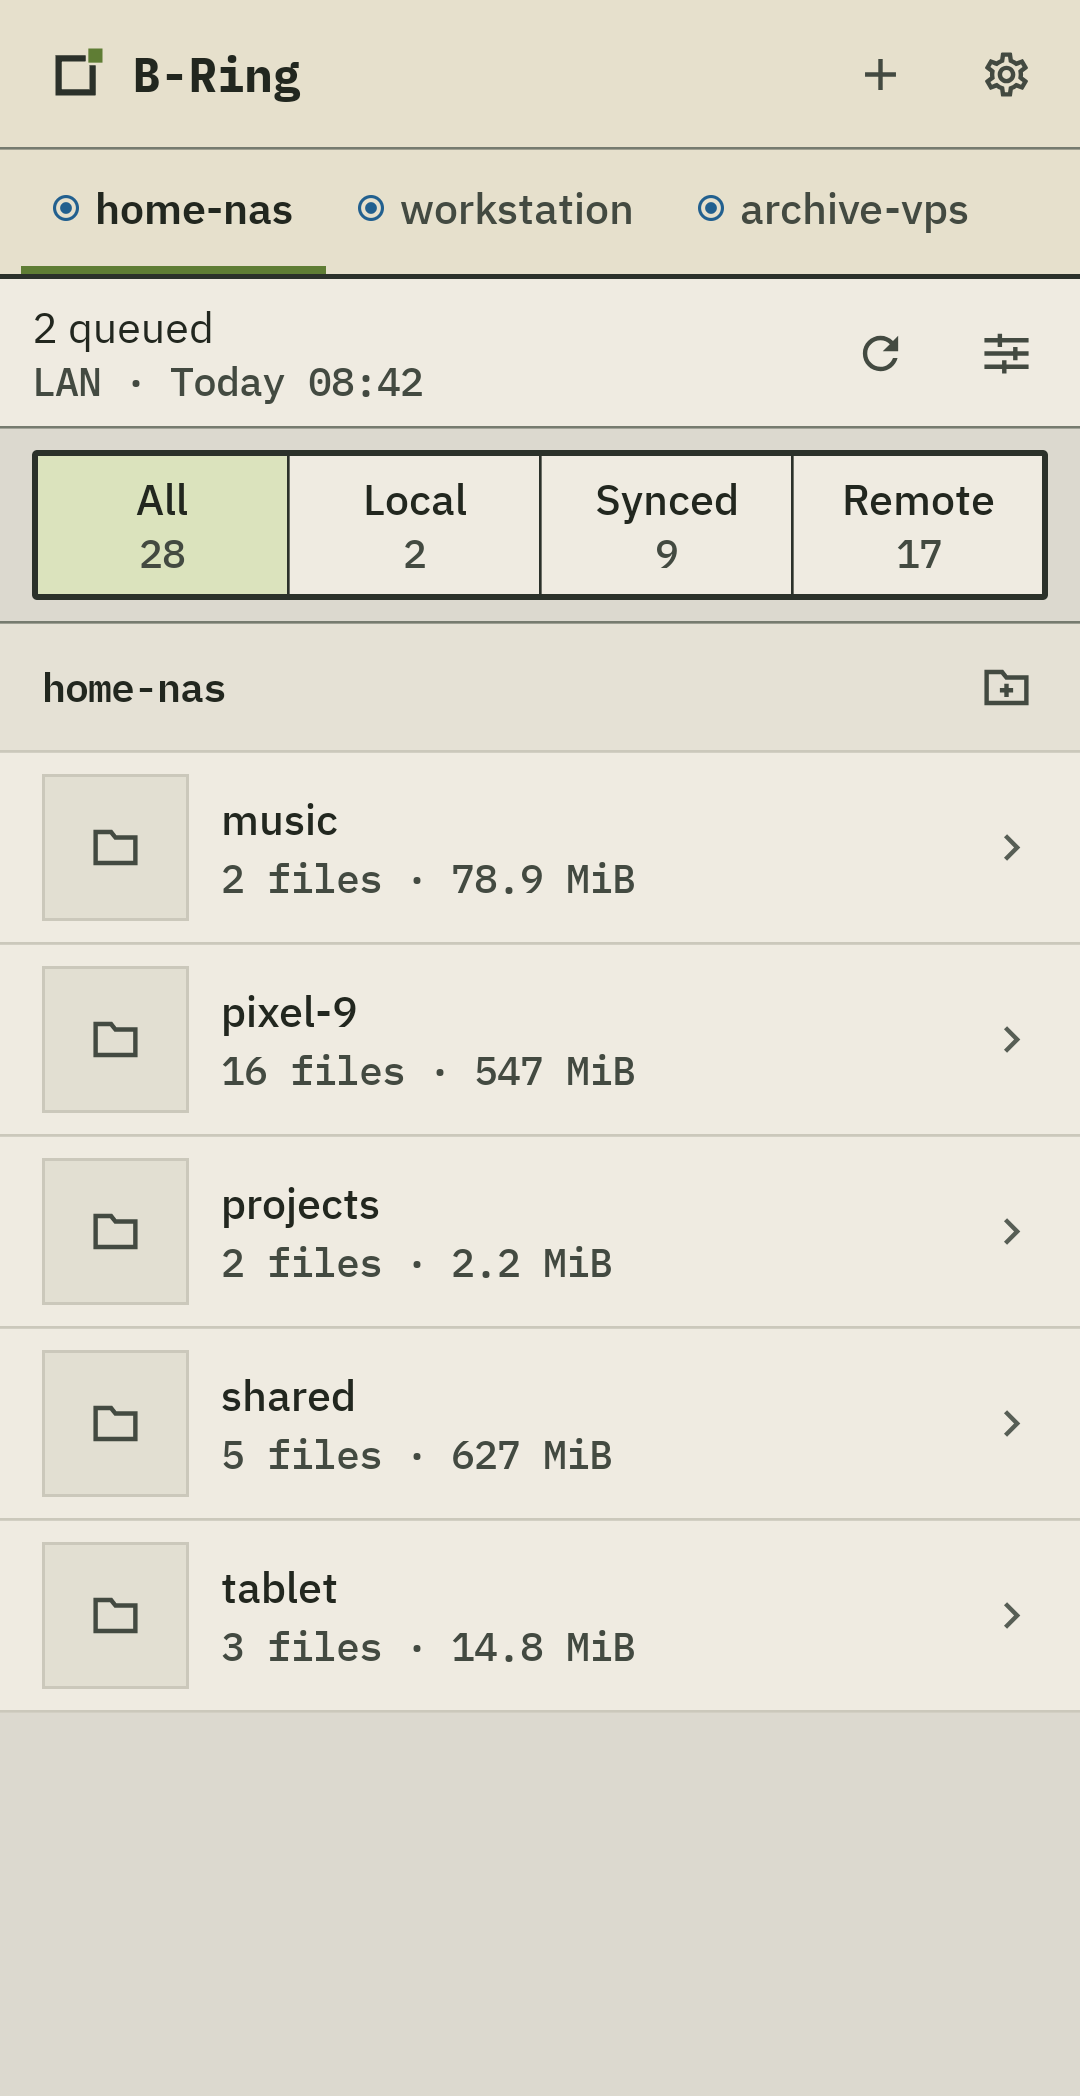 B-Ring
home-nas workstation archive-vps
2 queued
LAN · Today 08:42
All Local Synced Remote
28 2 9 17
home-nas
music
2 files · 78.9 MiB
pixel-9
16 files · 547 MiB
projects
2 files · 2.2 MiB
shared
5 files · 627 MiB
tablet
3 files · 14.8 MiB